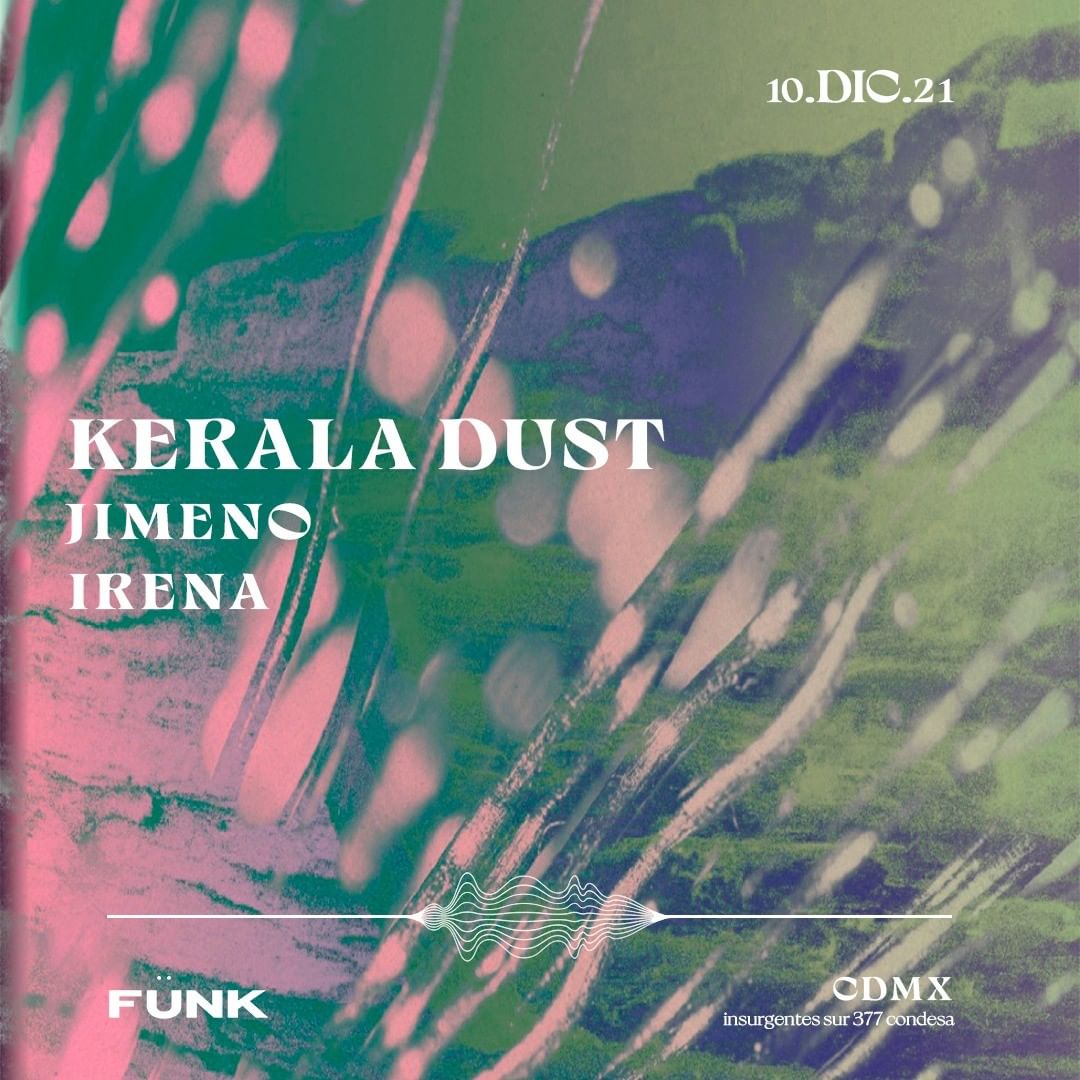 10.DIC.21
KERALA DUST
JIMENO
IRENA
FÜNK
CDMX
insurgentes sur 377 condesa